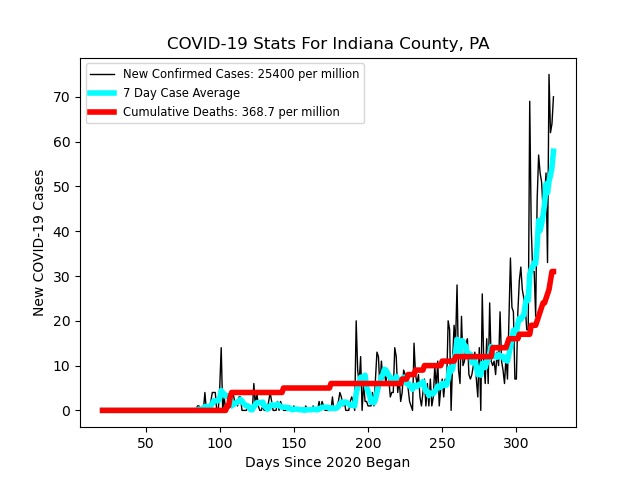 COVID-19 Stats For Indiana County, PA
New Confirmed Cases: 25400 per million
7 Day Case Average
Cumulative Deaths: 368.7 per million
New COVID-19 Cases
70
60
50
40
30
20
10
0
50 100 150 200 250 300
Days Since 2020 Began